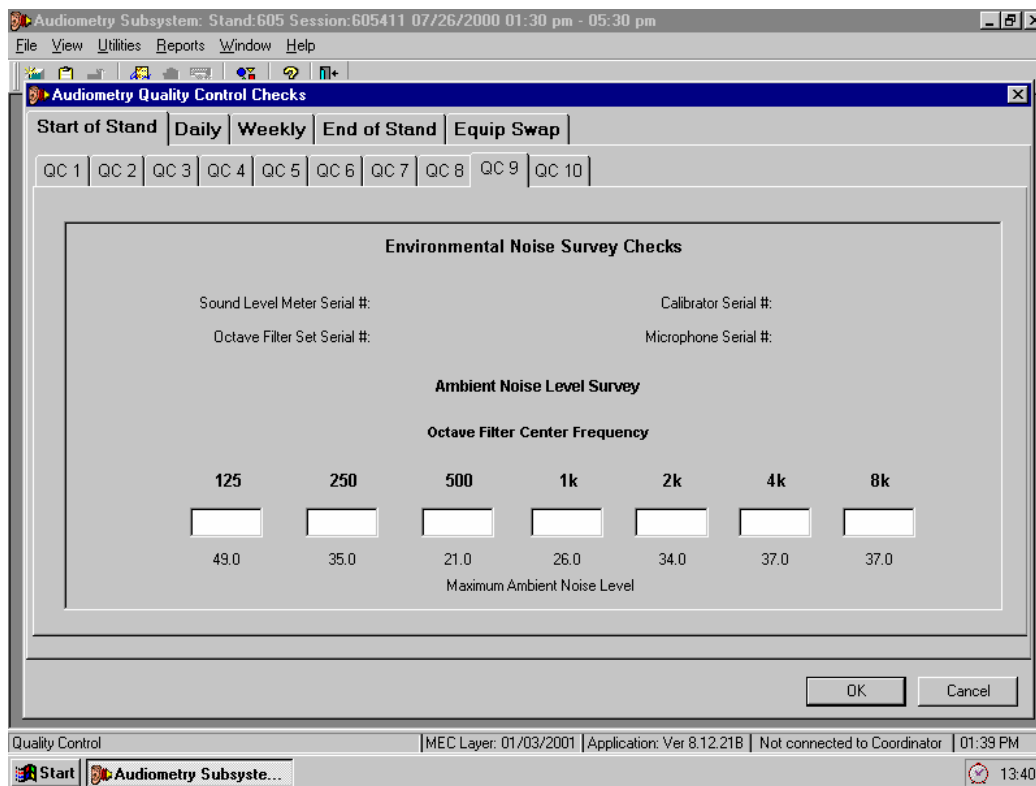 Audiometry Subsystem: Stand:605 Session:605411 07/26/2000 01:30 pm - 05:30 pm
File View Utilities Reports Window Help
Audiometry Quality Control Checks
Start of Stand Daily Weekly End of Stand Equip Swap
QC 1 QC 2 QC 3 QC 4 QC 5 QC 6 QC 7 QC 8 QC 9 QC 10
Environmental Noise Survey Checks
Sound Level Meter Serial #: Calibrator Serial #:
Octave Filter Set Serial #: Microphone Serial #:
Ambient Noise Level Survey
Octave Filter Center Frequency
125 250 500 1k 2k 4k 8k
49.0 35.0 21.0 26.0 34.0 37.0 37.0
Maximum Ambient Noise Level
OK Cancel
Quality Control MEC Layer: 01/03/2001 Application: Ver 8.12.21B Not connected to Coordinator 01:39 PM
Start Audiometry Subsyste... 13:40